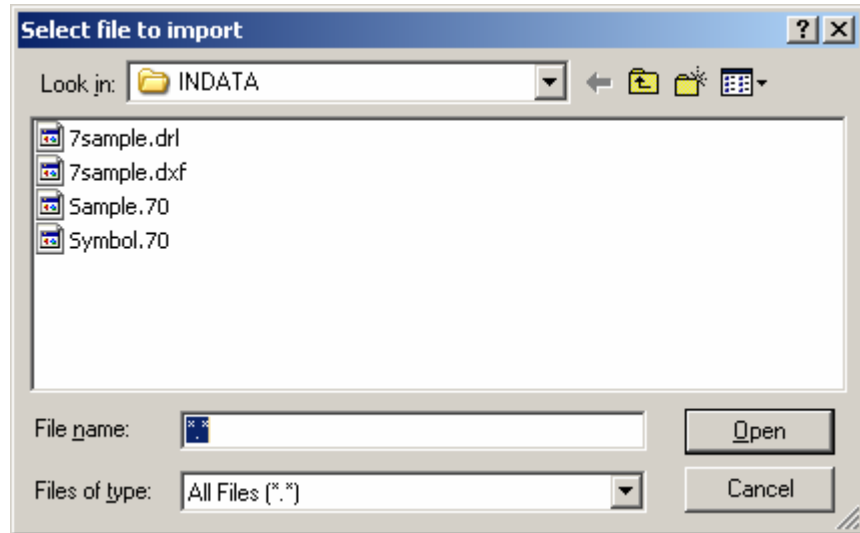 Select file to import
Look in: INDATA
7sample.drl
7sample.dxf
Sample.70
Symbol.70
File name: *.* Open
Files of type: All Files (*.*) Cancel